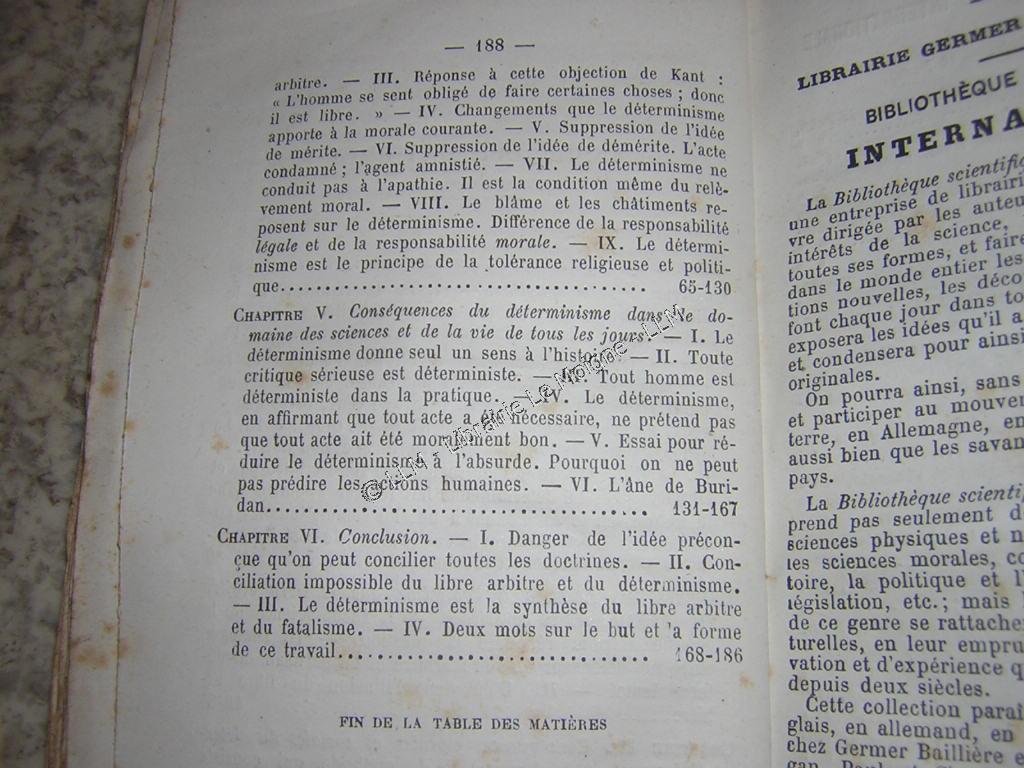 — 188 —
arbitre. — III. Réponse à cette objection de Kant :
« L'homme se sent obligé de faire certaines choses ; donc
il est libre. » — IV. Changements que le déterminisme
apporte à la morale courante. — V. Suppression de l'idée
de mérite. — VI. Suppression de l'idée de démérite. L'acte
condamné ; l'agent amnistié. — VII. Le déterminisme ne
conduit pas à l'apathie. Il est la condition même du relè-
vement moral. — VIII. Le blâme et les châtiments re-
posent sur le déterminisme. Différence de la responsabilité
légale et de la responsabilité morale. — IX. Le détermi-
nisme est le principe de la tolérance religieuse et politi-
que........................................ 65-130
CHAPITRE V. Conséquences du déterminisme dans le do-
maine des sciences et de la vie de tous les jours. — I. Le
déterminisme donne seul un sens à l'histoire. — II. Toute
critique sérieuse est déterministe. — III. Tout homme est
déterministe dans la pratique. — IV. Le déterminisme,
en affirmant que tout acte a été nécessaire, ne prétend pas
que tout acte ait été moralement bon. — V. Essai pour ré-
duire le déterminisme à l'absurde. Pourquoi on ne peut
pas prédire les actions humaines. — VI. L'âne de Buri-
dan........................................ 131-167
CHAPITRE VI. Conclusion. — I. Danger de l'idée précon-
çue qu'on peut concilier toutes les doctrines. — II. Con-
ciliation impossible du libre arbitre et du déterminisme.
— III. Le déterminisme est la synthèse du libre arbitre
et du fatalisme. — IV. Deux mots sur le but et 'a forme
de ce travail................................ 168-186
FIN DE LA TABLE DES MATIÈRES
© LLM - Librairie Le Moigne - LLM
LIBRAIRIE GERMER
BIBLIOTHÈQUE
INTERNA
La Bibliothèque scientifiq
une entreprise de librairi
vre dirigée par les auteu
intérêts de la science,
toutes ses formes, et faire
dans le monde entier les
tions nouvelles, les déco
font chaque jour dans to
exposera les idées qu'il a
et condensera pour ainsi
originales.
On pourra ainsi, sans
et participer au mouve
terre, en Allemagne, en
aussi bien que les savan
pays.
La Bibliothèque scienti
prend pas seulement d
sciences physiques et n
les sciences morales, co
toire, la politique et l'
législation, etc. ; mais
de ce genre se rattache
turelles, en leur emprun
vation et d'expérience q
depuis deux siècles.
Cette collection paraî
glais, en allemand, en
chez Germer Baillière e